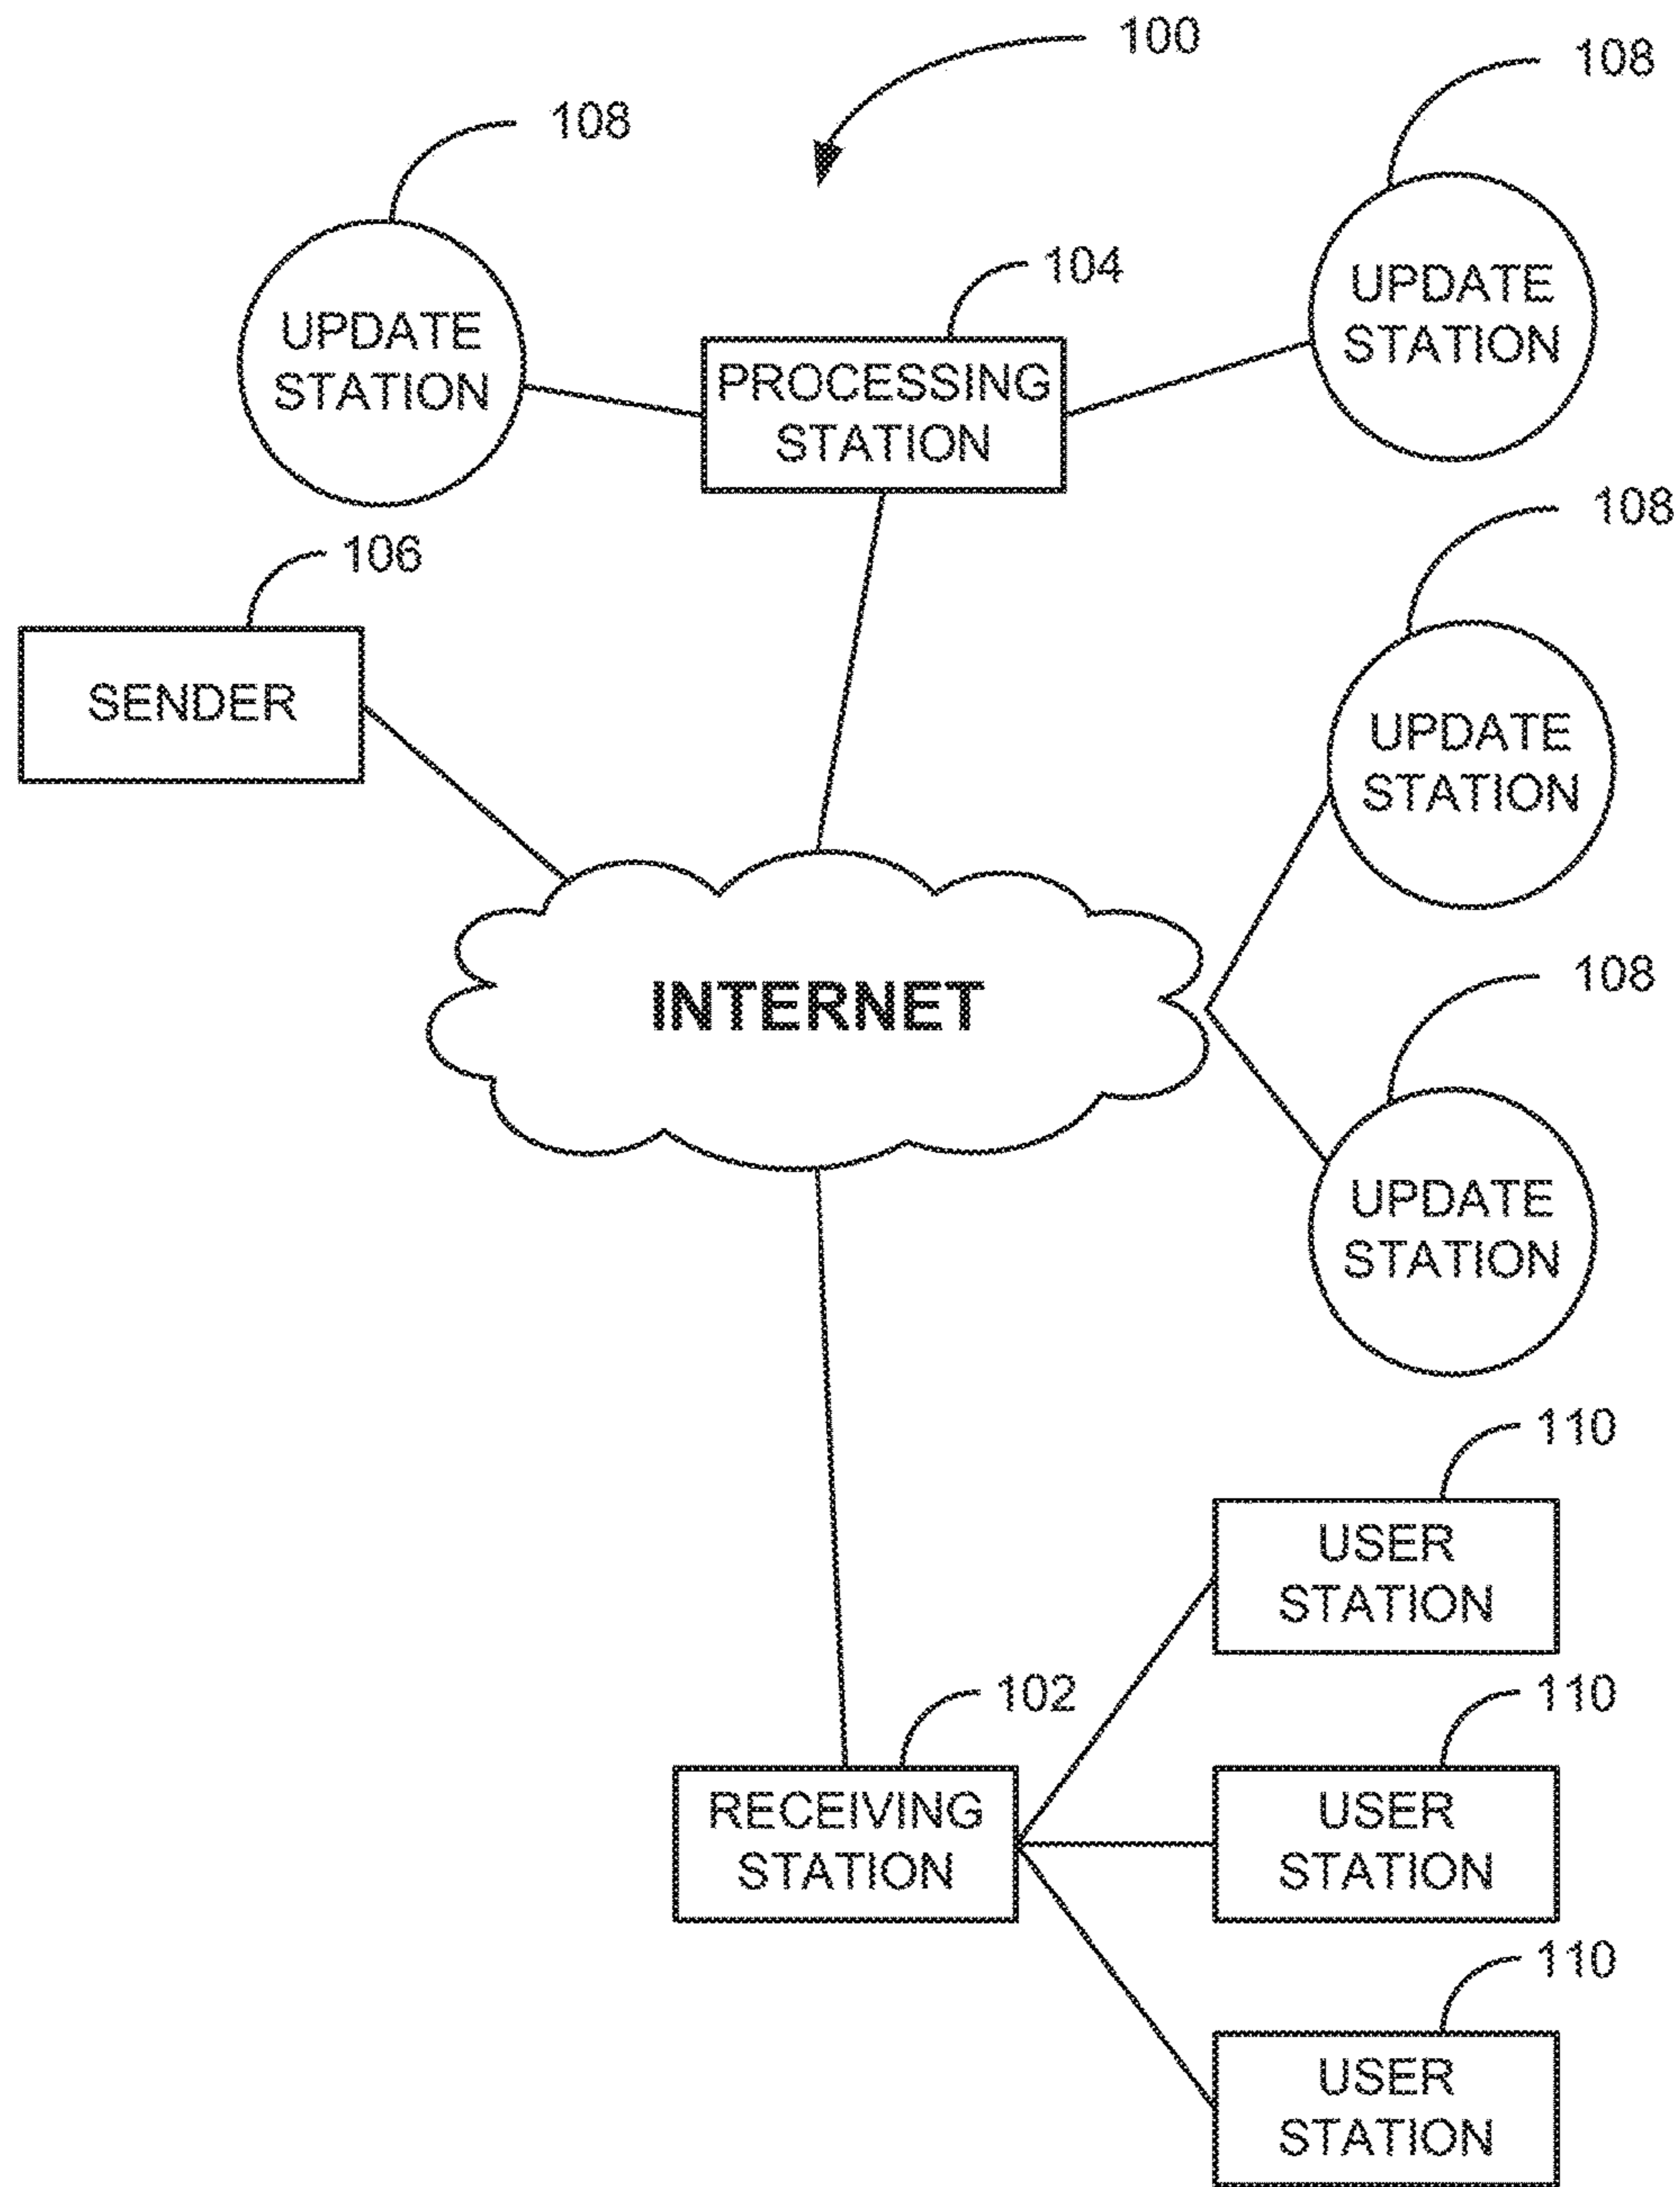 100
108
108
UPDATE
STATION
104
PROCESSING
STATION
UPDATE
STATION
106
SENDER
108
UPDATE
STATION
INTERNET
108
UPDATE
STATION
110
USER
STATION
102
RECEIVING
STATION
110
USER
STATION
110
USER
STATION